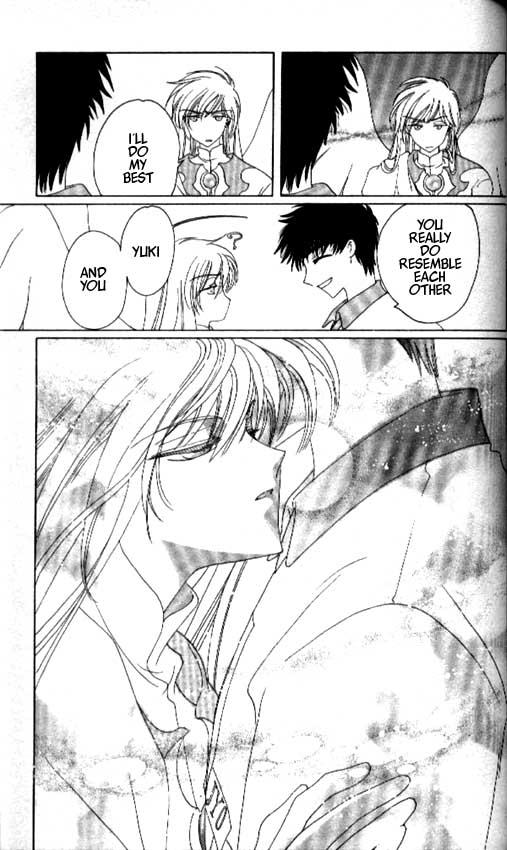 I'LL
DO
MY
BEST
YOU
REALLY
DO
RESEMBLE
EACH
OTHER
YUKI
AND
YOU